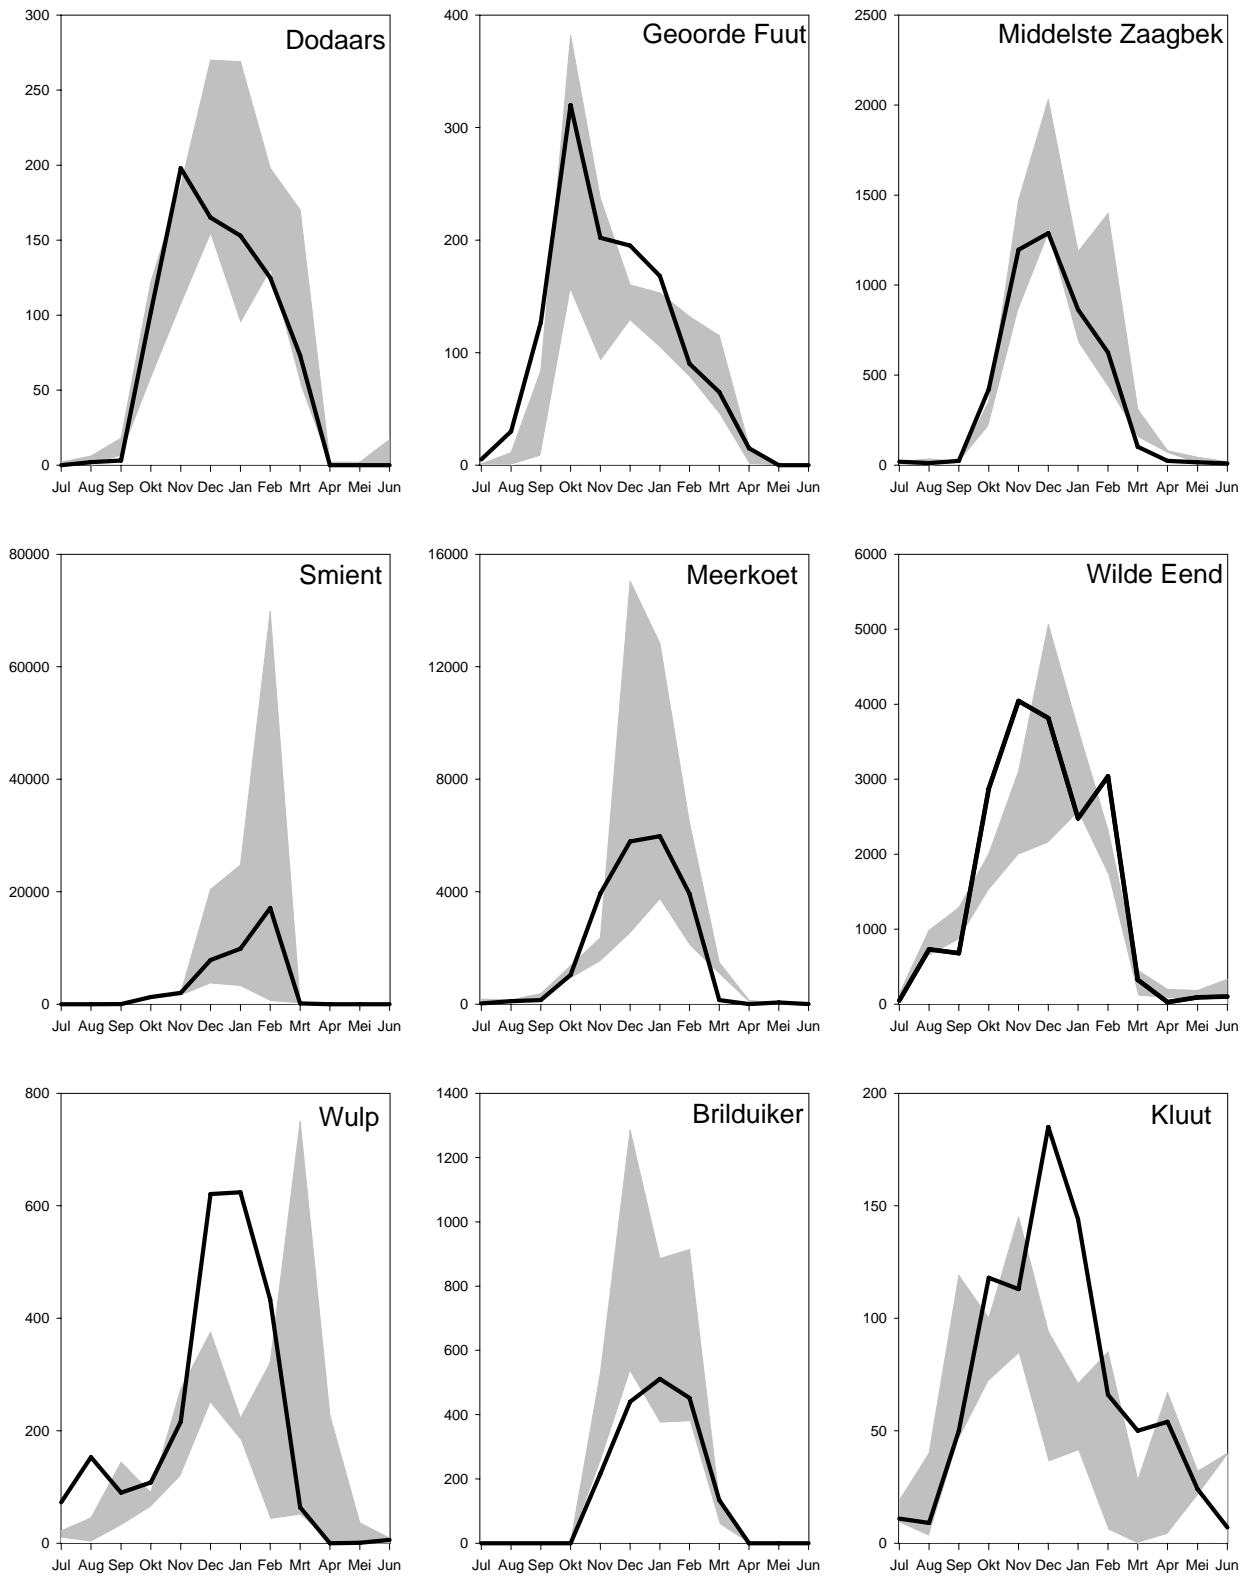 Dodaars
300
250
200
150
100
50
0
Jul Aug Sep Okt Nov Dec Jan Feb Mrt Apr Mei Jun
Geoorde Fuut
400
300
200
100
0
Jul Aug Sep Okt Nov Dec Jan Feb Mrt Apr Mei Jun
Middelste Zaagbek
2500
2000
1500
1000
500
0
Jul Aug Sep Okt Nov Dec Jan Feb Mrt Apr Mei Jun
Smient
80000
60000
40000
20000
0
Jul Aug Sep Okt Nov Dec Jan Feb Mrt Apr Mei Jun
Meerkoet
16000
12000
8000
4000
0
Jul Aug Sep Okt Nov Dec Jan Feb Mrt Apr Mei Jun
Wilde Eend
6000
5000
4000
3000
2000
1000
0
Jul Aug Sep Okt Nov Dec Jan Feb Mrt Apr Mei Jun
Wulp
800
600
400
200
0
Jul Aug Sep Okt Nov Dec Jan Feb Mrt Apr Mei Jun
Brilduiker
1400
1200
1000
800
600
400
200
0
Jul Aug Sep Okt Nov Dec Jan Feb Mrt Apr Mei Jun
Kluut
200
150
100
50
0
Jul Aug Sep Okt Nov Dec Jan Feb Mrt Apr Mei Jun